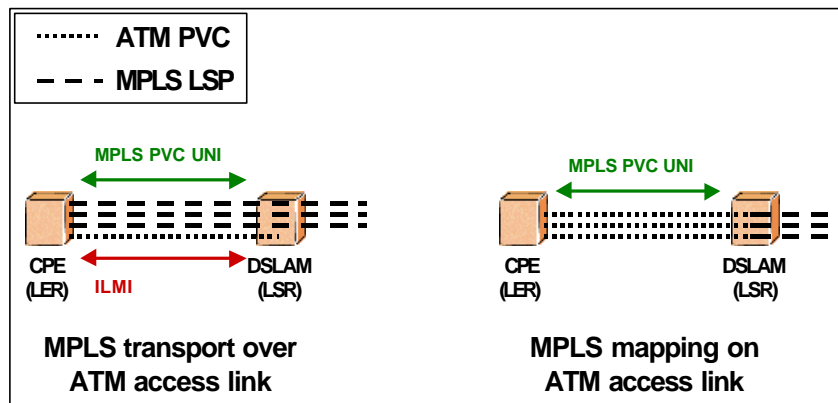 ATM PVC
MPLS LSP
MPLS PVC UNI
CPE
(LER)
ILMI
DSLAM
(LSR)
MPLS transport over
ATM access link
MPLS PVC UNI
CPE
(LER)
DSLAM
(LSR)
MPLS mapping on
ATM access link